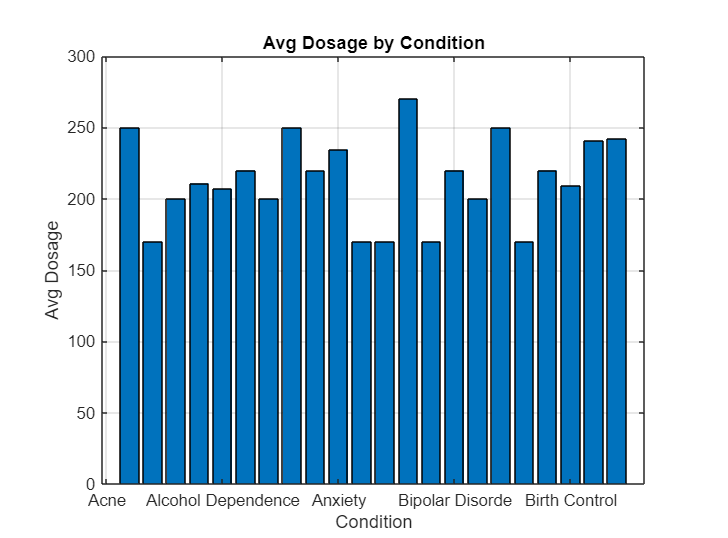 Avg Dosage by Condition
300
250
200
150
100
50
0
Avg Dosage
Acne Alcohol Dependence Anxiety Bipolar Disorde Birth Control
Condition